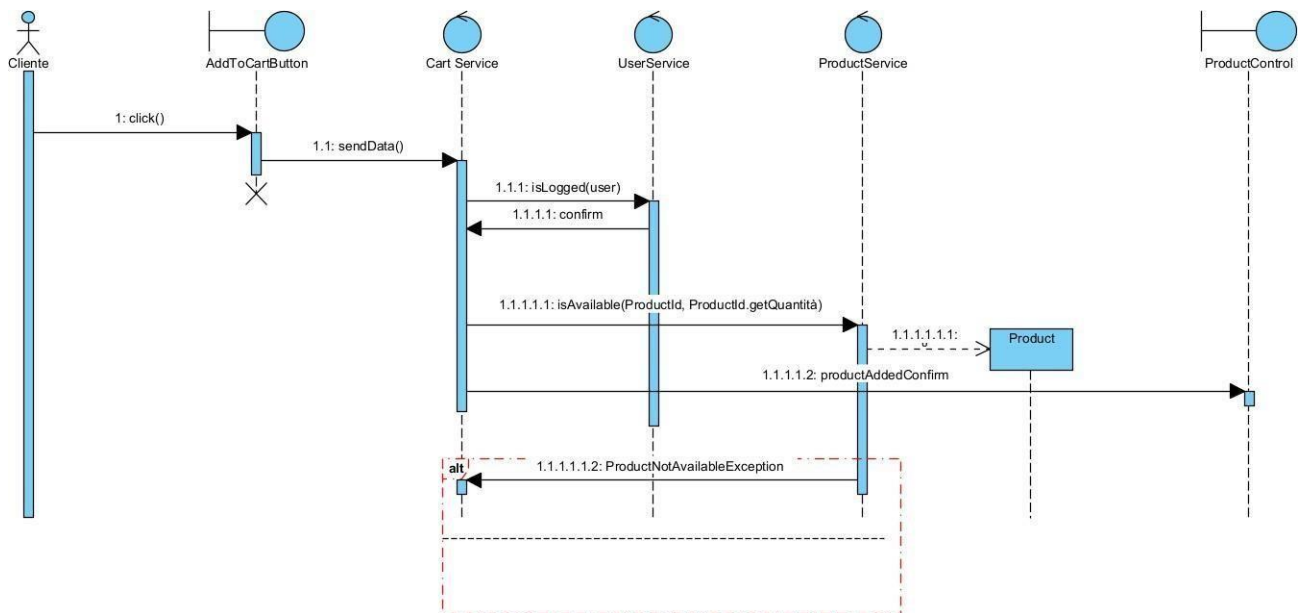 Cliente
AddToCartButton
Cart Service
UserService
ProductService
ProductControl
1: click()
1.1: sendData()
1.1.1: isLogged(user)
1.1.1.1: confirm
1.1.1.1.1: isAvailable(ProductId, ProductId.getQuantità)
1.1.1.1.1.1:
Product
1.1.1.1.2: productAddedConfirm
alt
1.1.1.1.1.2: ProductNotAvailableException